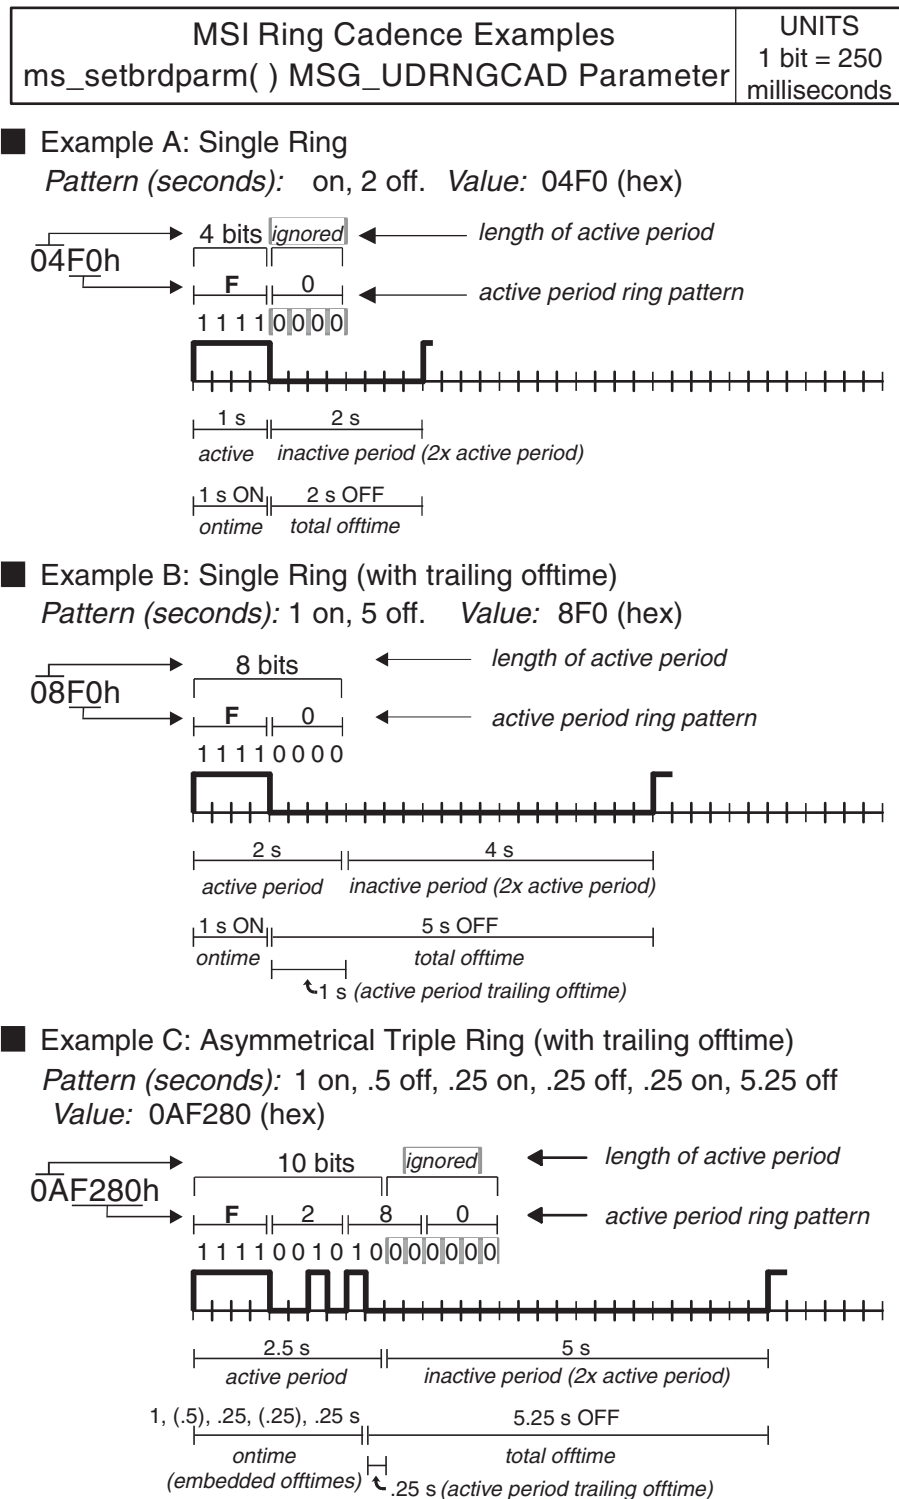 MSI Ring Cadence Examples
ms_setbrdparm( ) MSG_UDRNGCAD Parameter
UNITS
1 bit = 250
milliseconds
Example A: Single Ring
Pattern (seconds): on, 2 off. Value: 04F0 (hex)
4 bits ignored length of active period
04F0h
F 0 active period ring pattern
1 1 1 1 0 0 0 0
1 s 2 s
active inactive period (2x active period)
1 s ON 2 s OFF
ontime total offtime
Example B: Single Ring (with trailing offtime)
Pattern (seconds): 1 on, 5 off. Value: 8F0 (hex)
8 bits length of active period
08F0h
F 0 active period ring pattern
1 1 1 1 0 0 0 0
2 s 4 s
active period inactive period (2x active period)
1 s ON 5 s OFF
ontime total offtime
1 s (active period trailing offtime)
Example C: Asymmetrical Triple Ring (with trailing offtime)
Pattern (seconds): 1 on, .5 off, .25 on, .25 off, .25 on, 5.25 off
Value: 0AF280 (hex)
10 bits ignored length of active period
0AF280h
F 2 8 0 active period ring pattern
1 1 1 1 0 0 1 0 1 0 0 0 0 0 0 0
2.5 s 5 s
active period inactive period (2x active period)
1, (.5), .25, (.25), .25 s 5.25 s OFF
ontime total offtime
(embedded offtimes) .25 s (active period trailing offtime)